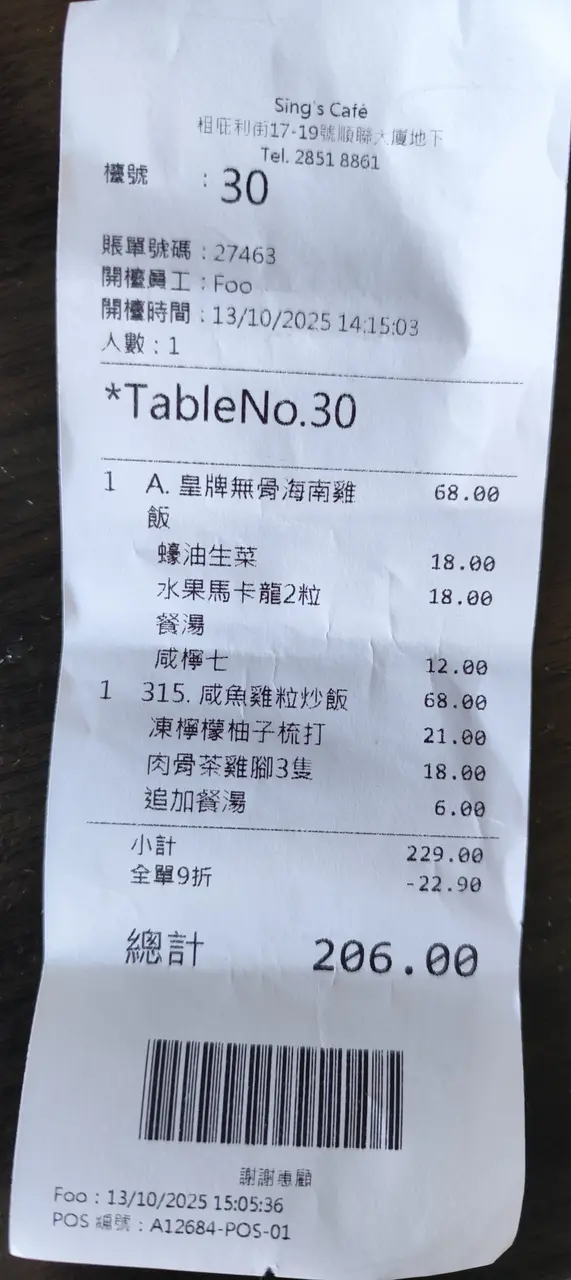 Sing's Café
租庇利街17-19號順聯大廈地下
Tel. 2851 8861
檯號 : 30
賬單號碼 : 27463
開檯員工 : Foo
開檯時間 : 13/10/2025 14:15:03
人數 : 1
*TableNo.30
1 A. 皇牌無骨海南雞 68.00
飯
蠔油生菜 18.00
水果馬卡龍2粒 18.00
餐湯
咸檸七 12.00
1 315. 咸魚雞粒炒飯 68.00
凍檸檬柚子梳打 21.00
肉骨茶雞腳3隻 18.00
追加餐湯 6.00
小計 229.00
全單9折 -22.90
總計 206.00
謝謝惠顧
Foo : 13/10/2025 15:05:36
POS 編號 : A12684-POS-01